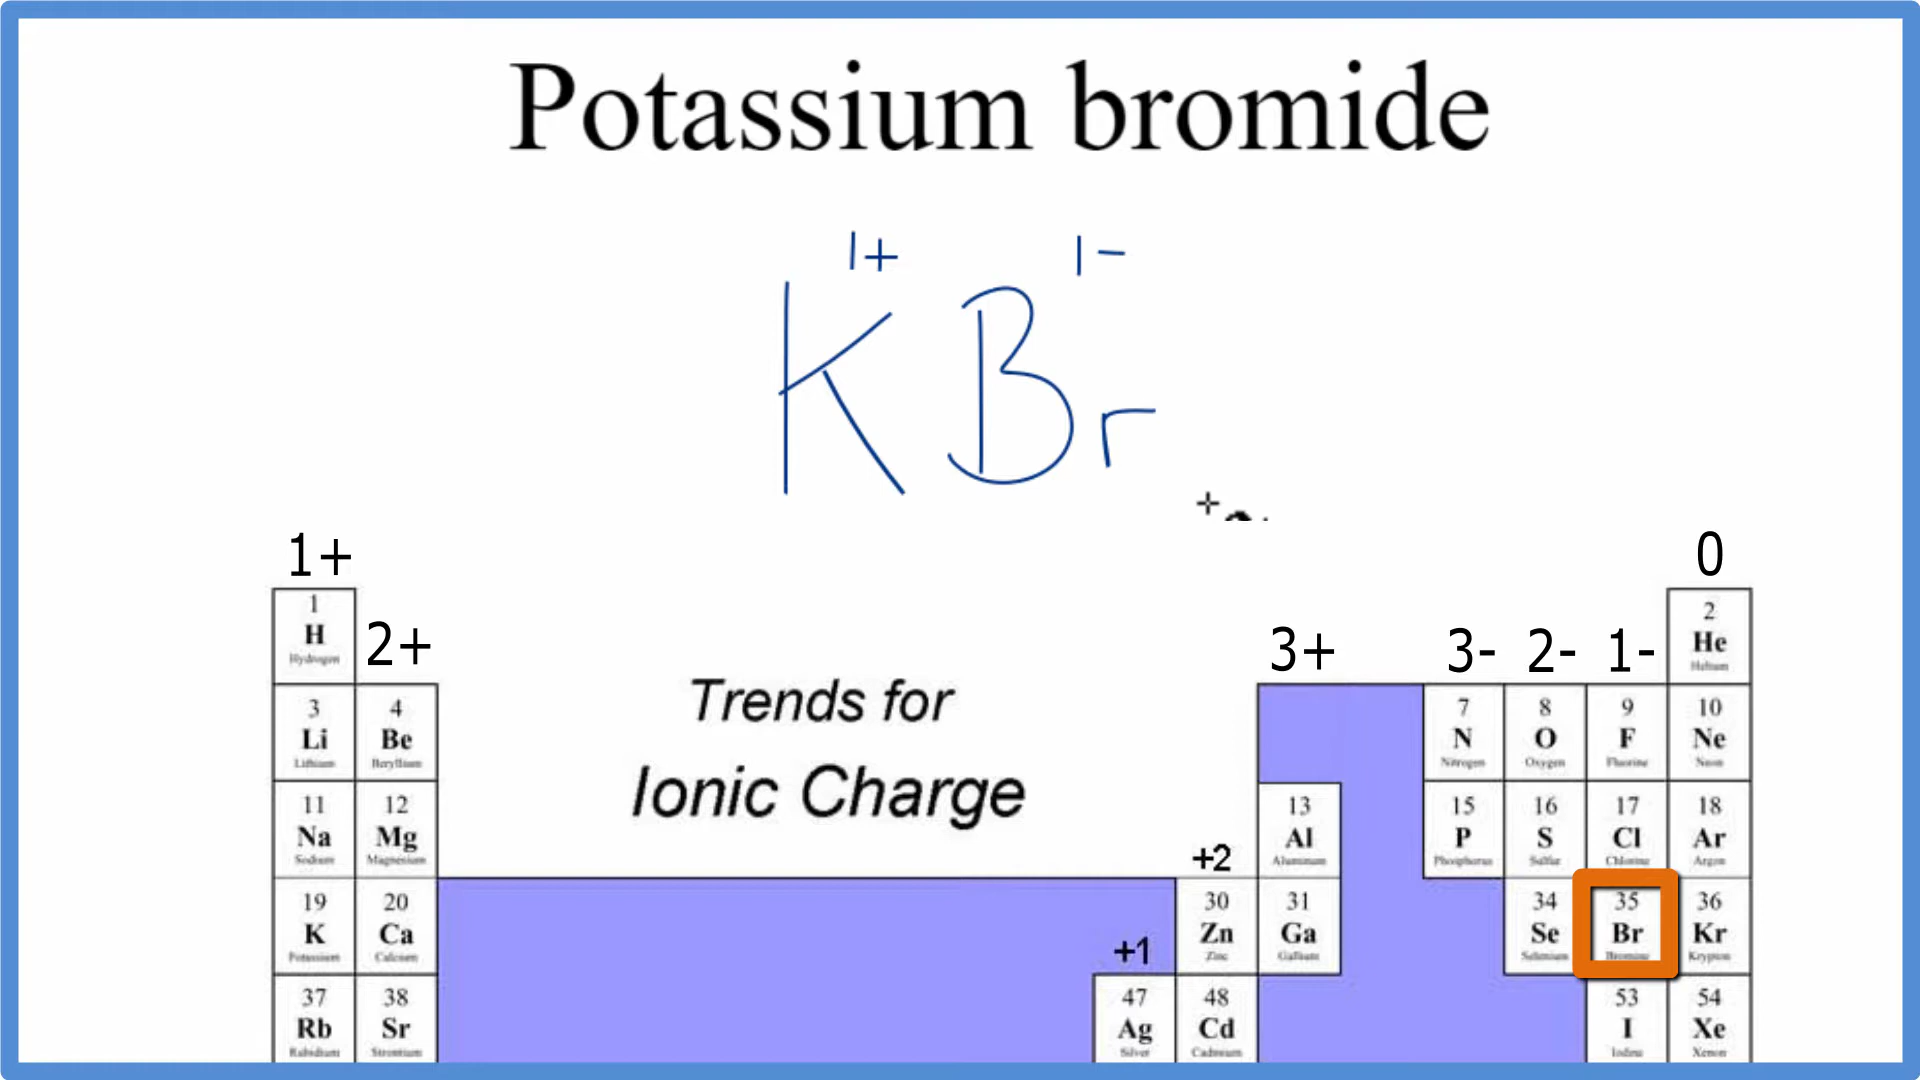 Potassium bromide
1+ 1-
K Br
1+ 0
2+ 3+ 3- 2- 1-
1 2
H He
Hydrogen Helium
Trends for
Ionic Charge
3 4 7 8 9 10
Li Be N O F Ne
Lithium Beryllium Nitrogen Oxygen Fluorine Neon
11 12 13 15 16 17 18
Na Mg Al P S Cl Ar
Sodium Magnesium Aluminum Phosphorus Sulfur Chlorine Argon
+2
19 20 30 31 34 35 36
K Ca Zn Ga Se Br Kr
Potassium Calcium Zinc Gallium Selenium Bromine Krypton
+1
37 38 47 48 53 54
Rb Sr Ag Cd I Xe
Rubidium Strontium Silver Cadmium Iodine Xenon